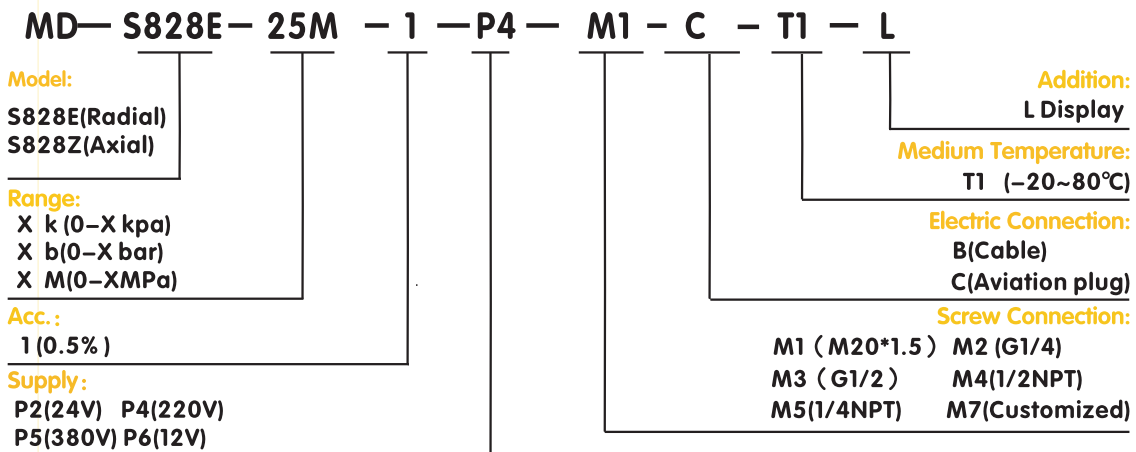 MD— S828E— 25M —1—P4— M1—C —T1—L
Model:
S828E(Radial)
S828Z(Axial)
Range:
X k (0–X kpa)
X b(0–X bar)
X M(0–XMPa)
Acc.:
1(0.5%)
Supply:
P2(24V) P4(220V)
P5(380V) P6(12V)
Addition:
L Display
Medium Temperature:
T1 (–20~80℃)
Electric Connection:
B(Cable)
C(Aviation plug)
Screw Connection:
M1（M20*1.5）M2 (G1/4)
M3（G1/2） M4(1/2NPT)
M5(1/4NPT) M7(Customized)